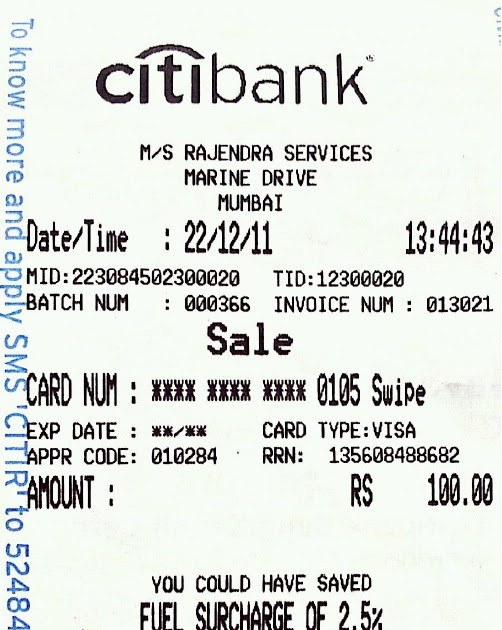 citibank
M/S RAJENDRA SERVICES
MARINE DRIVE
MUMBAI
Date/Time : 22/12/11 13:44:43
MID:223084502300020 TID:12300020
BATCH NUM : 000366 INVOICE NUM : 013021
Sale
CARD NUM : **** **** **** 0105 Swipe
EXP DATE : **/** CARD TYPE:VISA
APPR CODE: 010284 RRN: 135608488682
AMOUNT : RS 100.00
YOU COULD HAVE SAVED
FUEL SURCHARGE OF 2.5%
To know more and apply SMS 'CITIR' to 52484